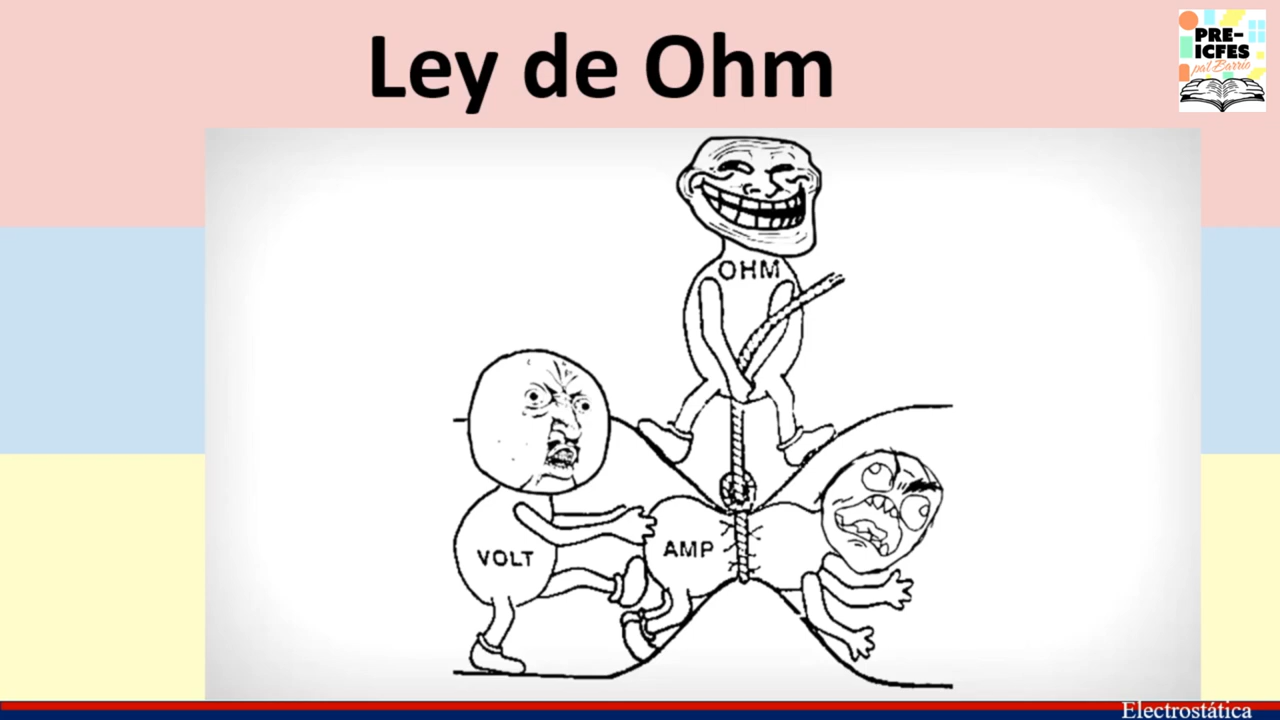 Ley de Ohm
PRE-
ICFES
pa'l Barrio
OHM
VOLT
AMP
Electrostática